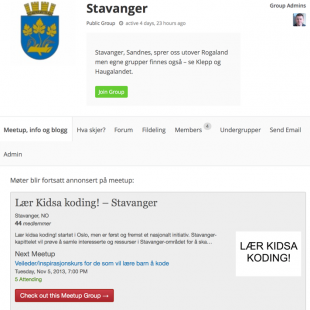 Stavanger
Group Admins
Public Group active 4 days, 23 hours ago
Stavanger, Sandnes, sprer oss utover Rogaland
men egne grupper finnes også – se Klepp og
Haugalandet.
Join Group
Meetup, info og blogg Hva skjer? Forum Fildeling Members 4 Undergrupper Send Email
Admin
Møter blir fortsatt annonsert på meetup:
Lær Kidsa koding! – Stavanger
Stavanger, NO
44 medlemmer
Lær kidsa koding! startet i Oslo, men er først og fremst et nasjonalt initiativ. Stavanger-
kapittelet vil prøve å samle interesserte og ressurser i Stavanger-området for å ska…
LÆR KIDSA
KODING!
Next Meetup
Veileder/inspirasjonskurs for de som vil lære barn å kode
Tuesday, Nov 5, 2013, 7:00 PM
5 Attending
Check out this Meetup Group →